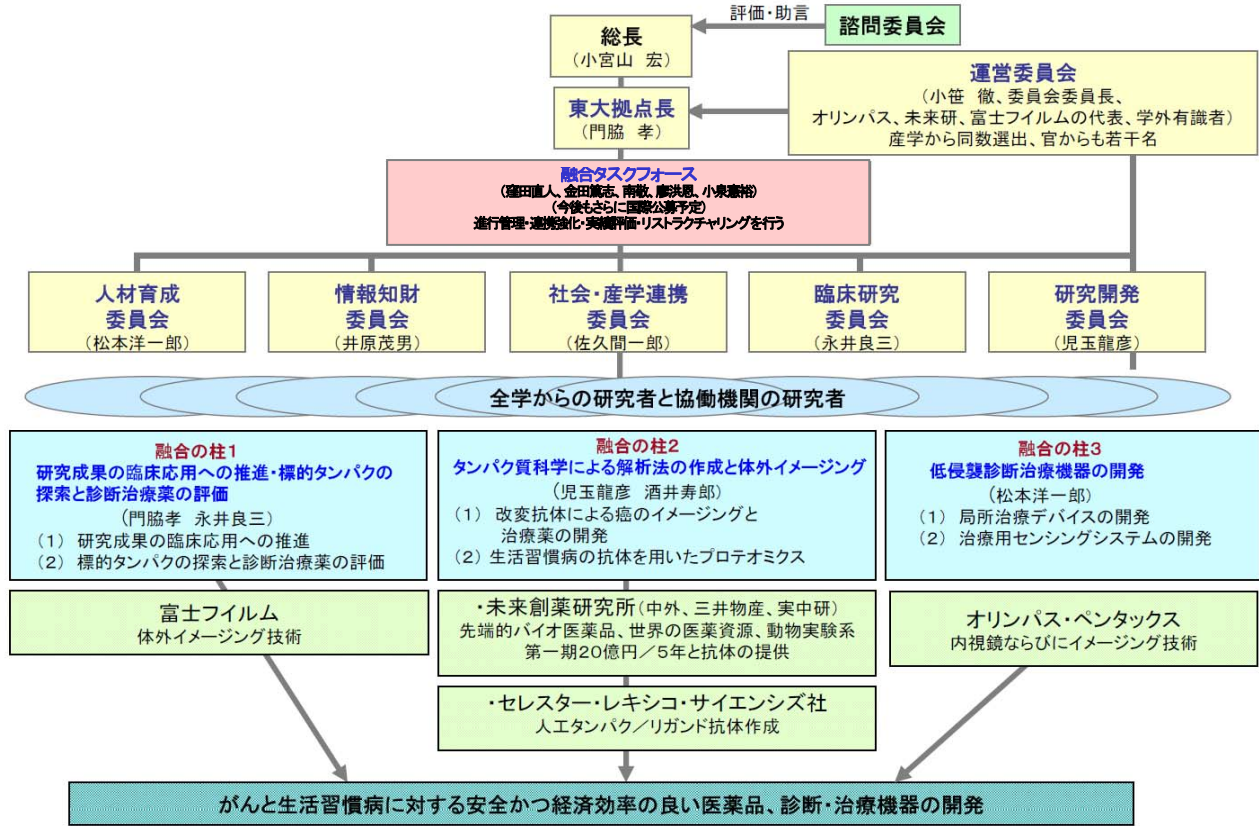 評価・助言
諮問委員会
総長
（小宮山 宏）
運営委員会
（小笹 徹、委員会委員長、
オリンパス、未来研、富士フイルムの代表、学外有識者）
産学から同数選出、官からも若干名
東大拠点長
（門脇 孝）
融合タスクフォース
（窪田直人、金田篤志、南敬、廖洪恩、小泉憲裕）
（今後もさらに国際公募予定）
進行管理・連携強化・実績評価・リストラクチャリングを行う
人材育成
委員会
（松本洋一郎）
情報知財
委員会
（井原茂男）
社会・産学連携
委員会
（佐久間一郎）
臨床研究
委員会
（永井良三）
研究開発
委員会
（児玉龍彦）
全学からの研究者と協働機関の研究者
融合の柱1
研究成果の臨床応用への推進・標的タンパクの
探索と診断治療薬の評価
（門脇孝 永井良三）
（1） 研究成果の臨床応用への推進
（2） 標的タンパクの探索と診断治療薬の評価
融合の柱2
タンパク質科学による解析法の作成と体外イメージング
（児玉龍彦 酒井寿郎）
（1） 改変抗体による癌のイメージングと
治療薬の開発
（2） 生活習慣病の抗体を用いたプロテオミクス
融合の柱3
低侵襲診断治療機器の開発
（松本洋一郎）
（1） 局所治療デバイスの開発
（2） 治療用センシングシステムの開発
富士フイルム
体外イメージング技術
・未来創薬研究所（中外、三井物産、実中研）
先端的バイオ医薬品、世界の医薬資源、動物実験系
第一期20億円／5年と抗体の提供
オリンパス・ペンタックス
内視鏡ならびにイメージング技術
・セレスター・レキシコ・サイエンシズ社
人工タンパク／リガンド抗体作成
がんと生活習慣病に対する安全かつ経済効率の良い医薬品、診断・治療機器の開発